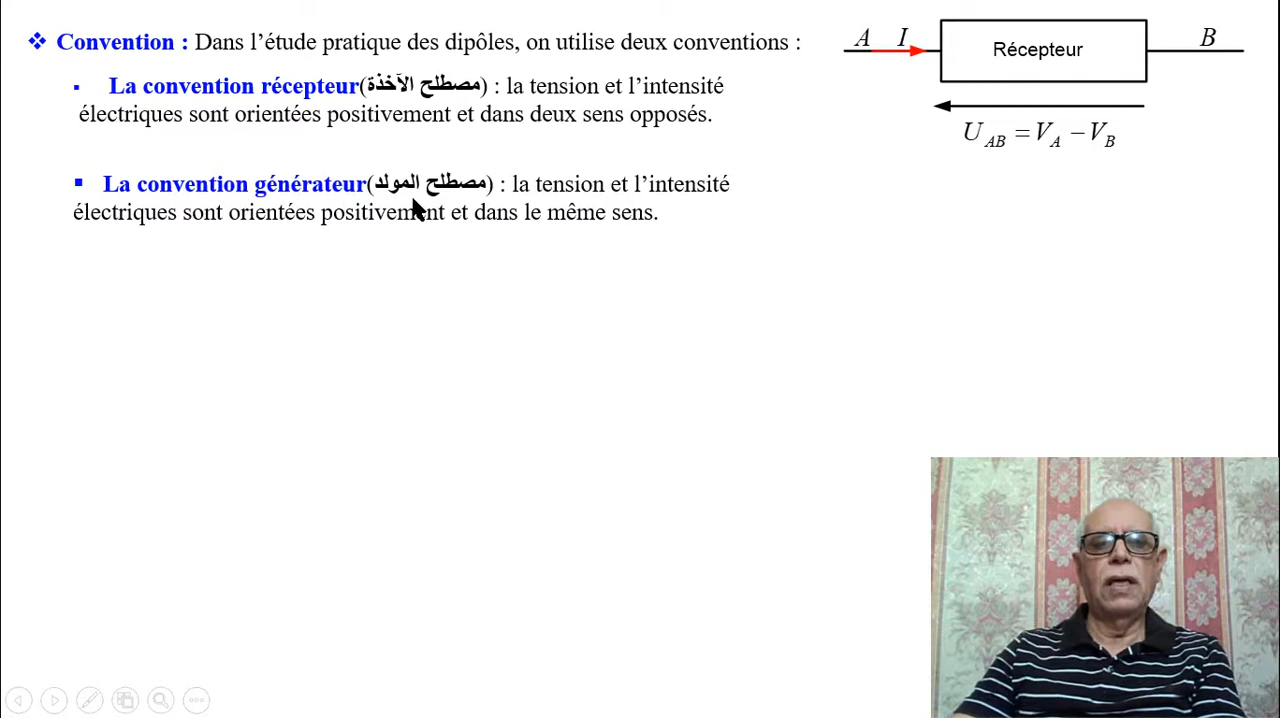 ❖ Convention : Dans l’étude pratique des dipôles, on utilise deux conventions :
▪ La convention récepteur(مصطلح الآخذة) : la tension et l’intensité
électriques sont orientées positivement et dans deux sens opposés.
▪ La convention générateur(مصطلح المولد) : la tension et l’intensité
électriques sont orientées positivement et dans le même sens.
A I Récepteur B
U_AB = V_A − V_B